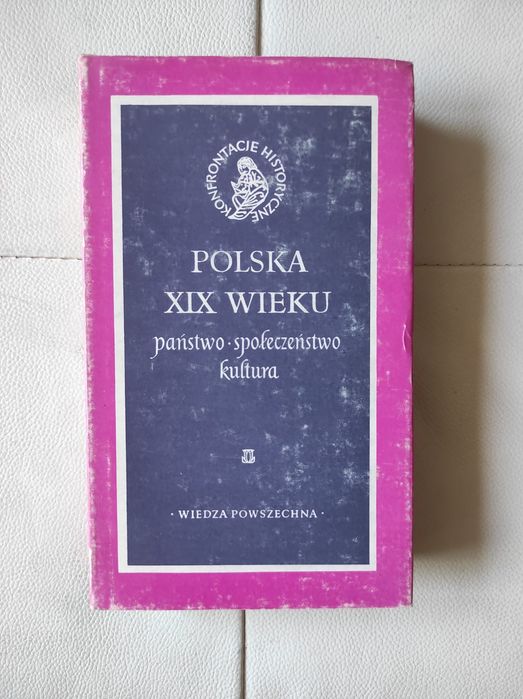 KONFRONTACJE HISTORYCZNE
POLSKA
XIX WIEKU
państwo · społeczeństwo
kultura
· WIEDZA POWSZECHNA ·